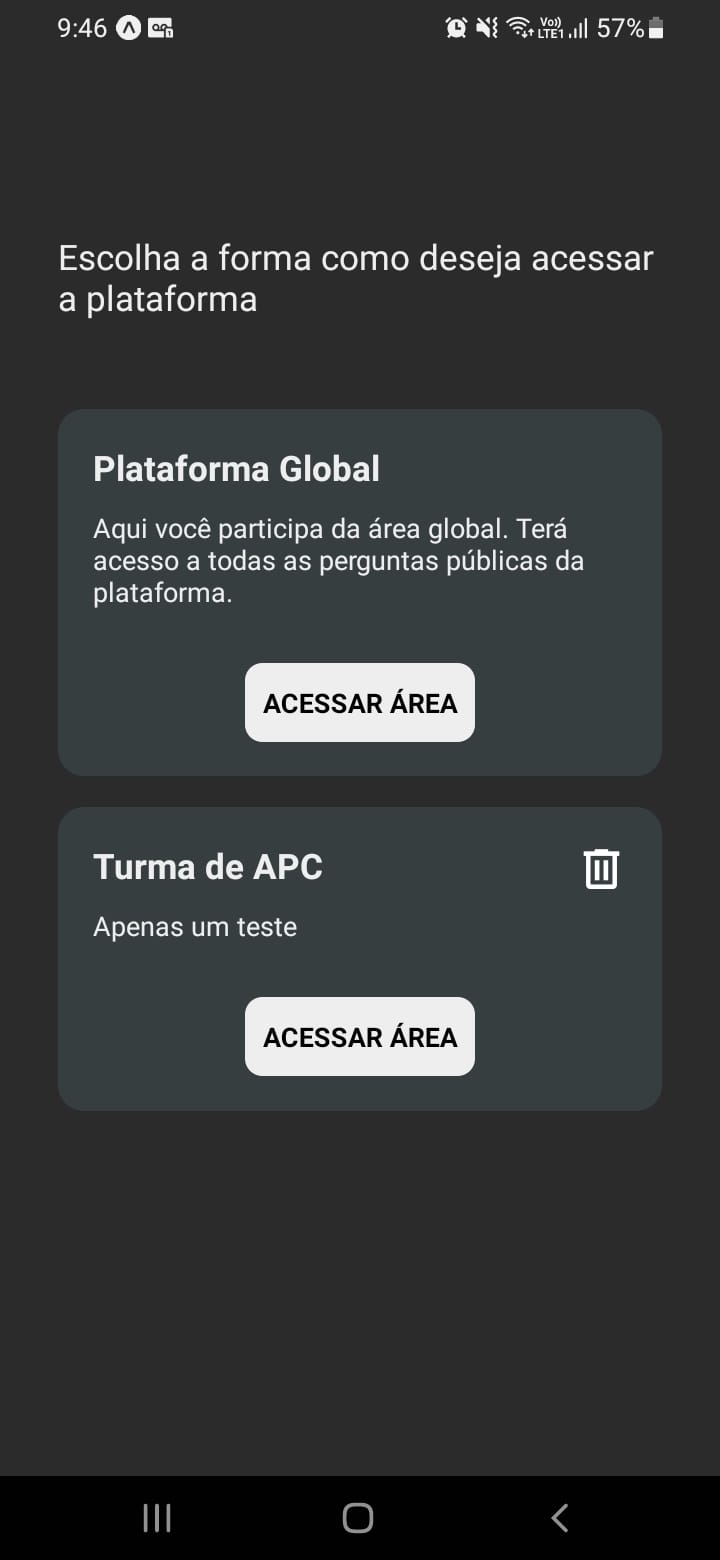 9:46
Vo))
LTE1
57%
Escolha a forma como deseja acessar
a plataforma
Plataforma Global
Aqui você participa da área global. Terá
acesso a todas as perguntas públicas da
plataforma.
ACESSAR ÁREA
Turma de APC
Apenas um teste
ACESSAR ÁREA